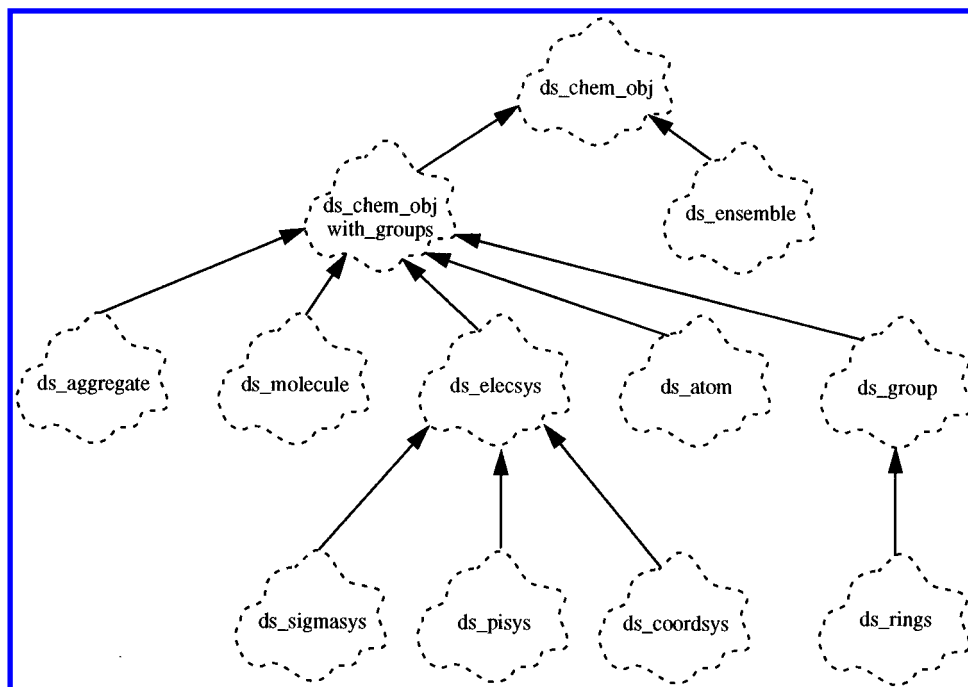 ds_chem_obj
ds_chem_obj
with_groups
ds_ensemble
ds_aggregate
ds_molecule
ds_elecsys
ds_atom
ds_group
ds_sigmasys
ds_pisys
ds_coordsys
ds_rings